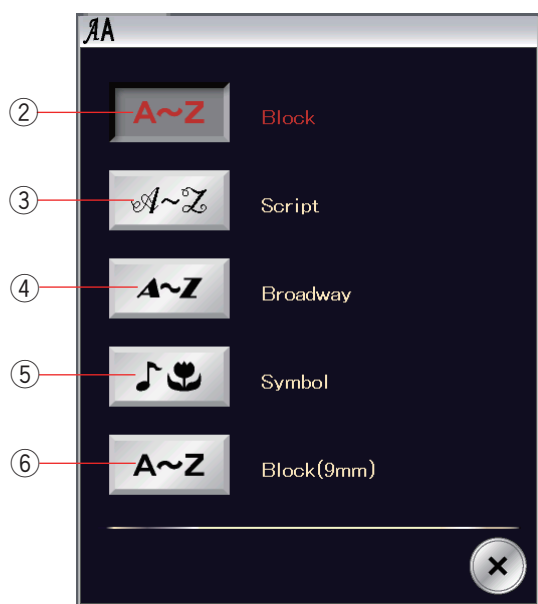 AA
② A~Z Block
③ A~Z Script
④ A~Z Broadway
⑤ Symbol
⑥ A~Z Block(9mm)
×